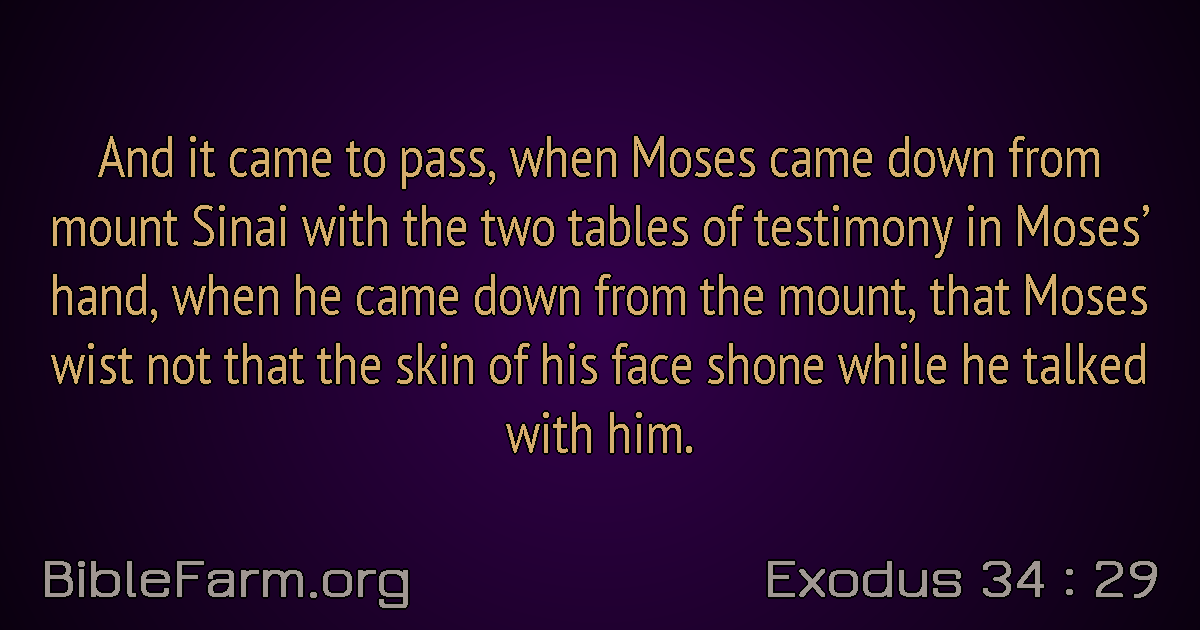 And it came to pass, when Moses came down from
mount Sinai with the two tables of testimony in Moses’
hand, when he came down from the mount, that Moses
wist not that the skin of his face shone while he talked
with him.
BibleFarm.org
Exodus 34 : 29